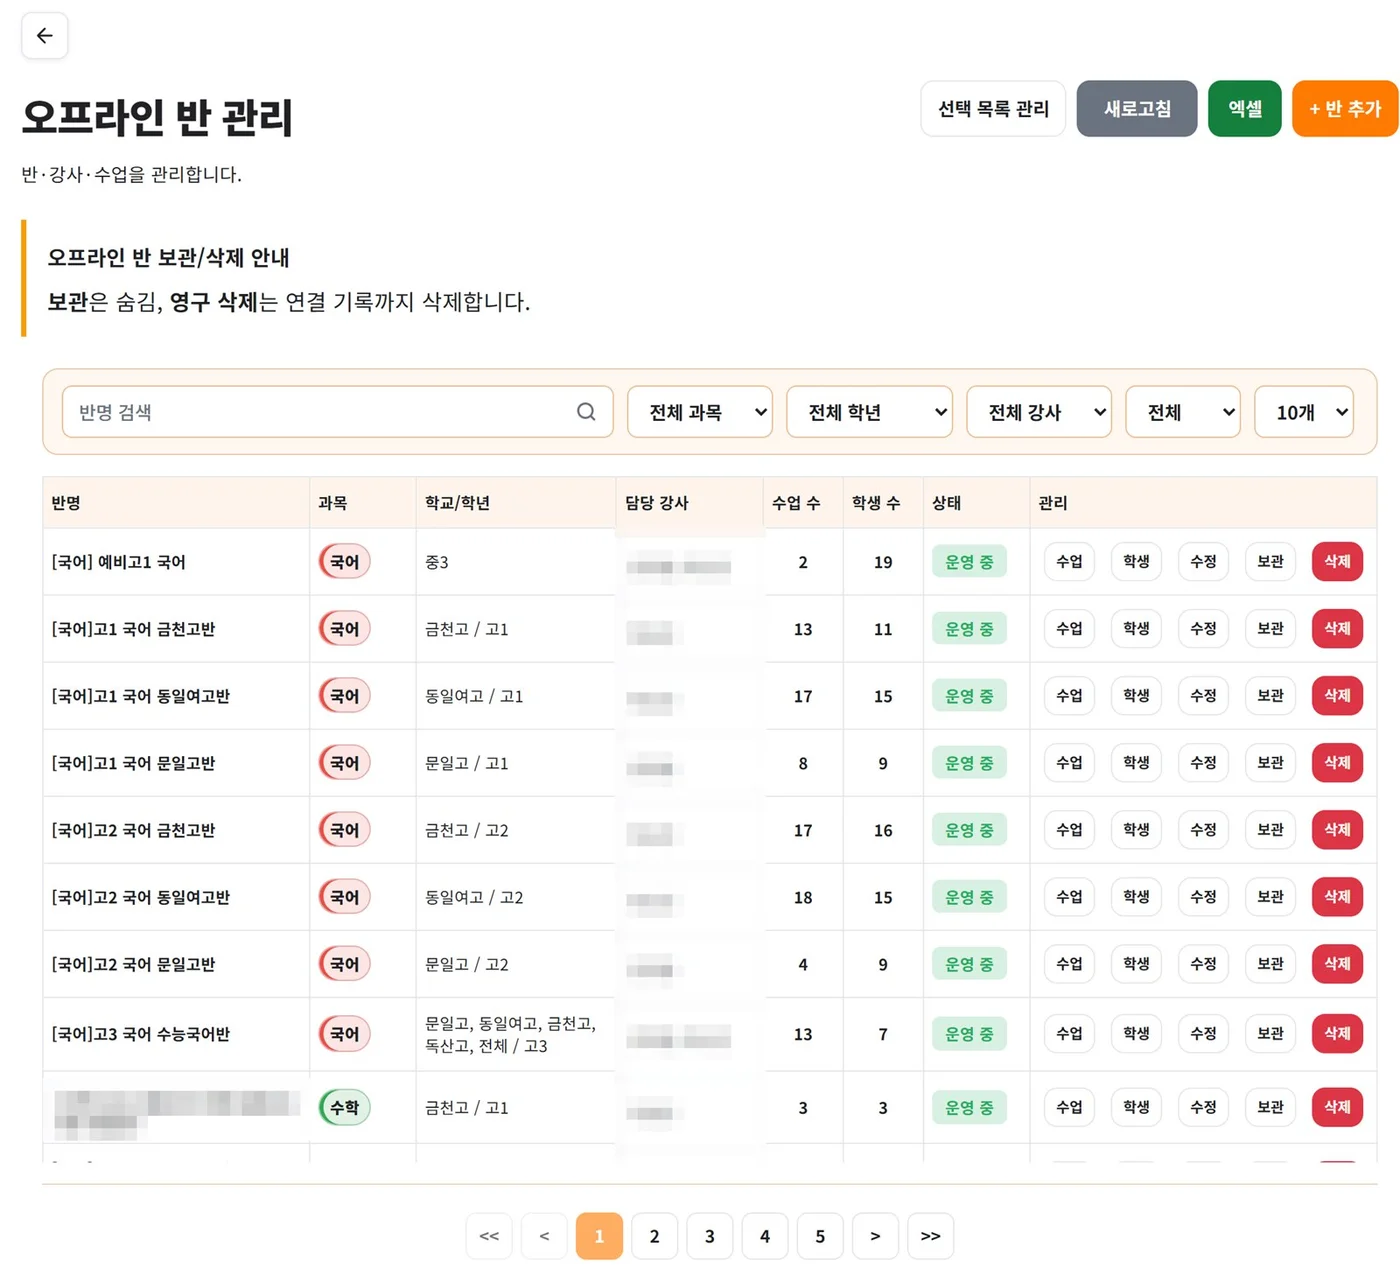 오프라인 반 관리
선택 목록 관리 새로고침 엑셀 + 반 추가
반·강사·수업을 관리합니다.
오프라인 반 보관/삭제 안내
보관은 숨김, 영구 삭제는 연결 기록까지 삭제합니다.
반명 검색 전체 과목 전체 학년 전체 강사 전체 10개
반명 과목 학교/학년 담당 강사 수업 수 학생 수 상태 관리
[국어] 예비고1 국어 국어 중3 2 19 운영 중 수업 학생 수정 보관 삭제
[국어]고1 국어 금천고반 국어 금천고 / 고1 13 11 운영 중 수업 학생 수정 보관 삭제
[국어]고1 국어 동일여고반 국어 동일여고 / 고1 17 15 운영 중 수업 학생 수정 보관 삭제
[국어]고1 국어 문일고반 국어 문일고 / 고1 8 9 운영 중 수업 학생 수정 보관 삭제
[국어]고2 국어 금천고반 국어 금천고 / 고2 17 16 운영 중 수업 학생 수정 보관 삭제
[국어]고2 국어 동일여고반 국어 동일여고 / 고2 18 15 운영 중 수업 학생 수정 보관 삭제
[국어]고2 국어 문일고반 국어 문일고 / 고2 4 9 운영 중 수업 학생 수정 보관 삭제
[국어]고3 국어 수능국어반 국어 문일고, 동일여고, 금천고, 독산고, 전체 / 고3 13 7 운영 중 수업 학생 수정 보관 삭제
수학 금천고 / 고1 3 3 운영 중 수업 학생 수정 보관 삭제
<< < 1 2 3 4 5 > >>